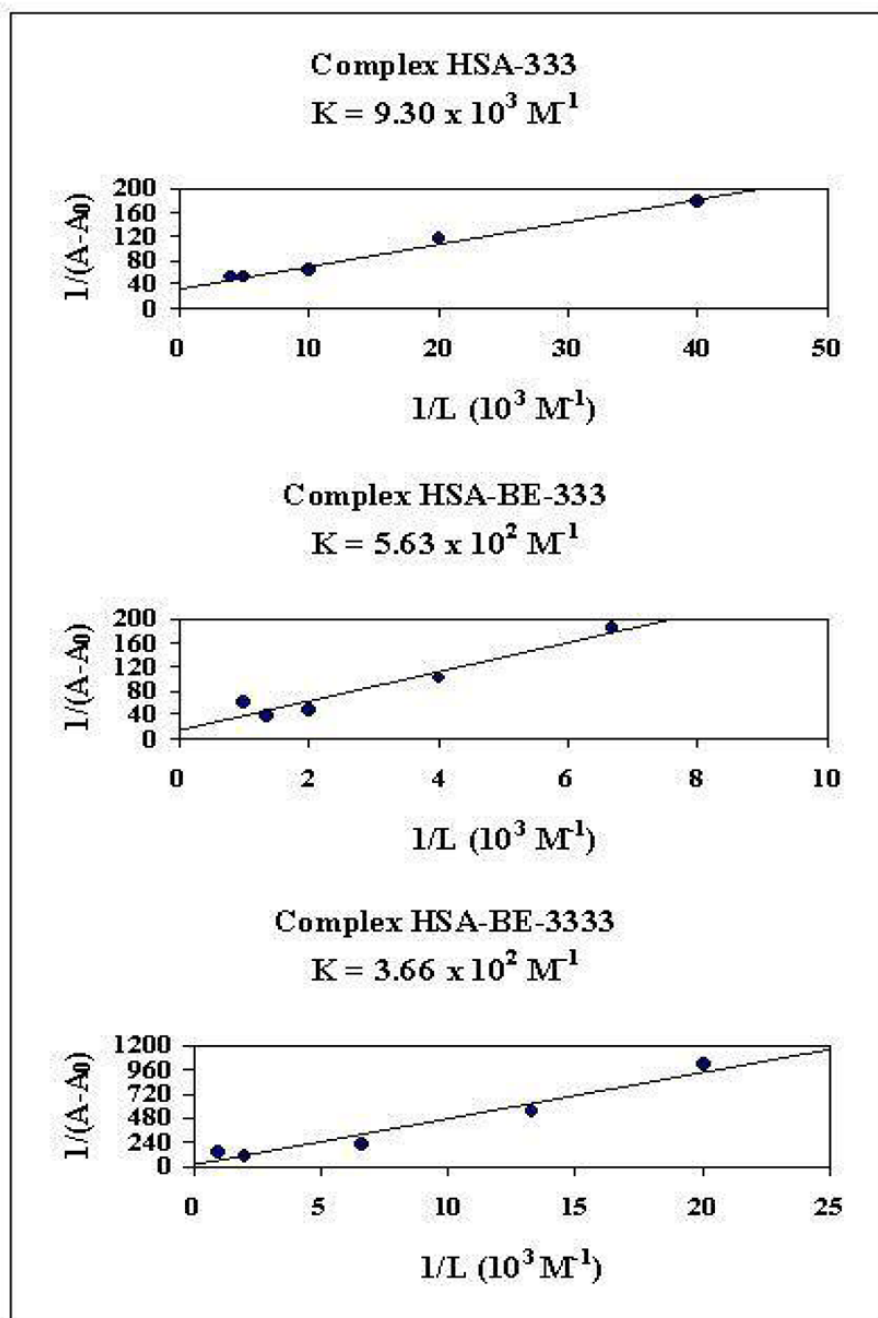 Complex HSA-333
K = 9.30 x 10³ M⁻¹
200
160
120
80
40
0
1/(A-A₀)
0 10 20 30 40 50
1/L (10³ M⁻¹)
Complex HSA-BE-333
K = 5.63 x 10² M⁻¹
200
160
120
80
40
0
1/(A-A₀)
0 2 4 6 8 10
1/L (10³ M⁻¹)
Complex HSA-BE-3333
K = 3.66 x 10² M⁻¹
1200
960
720
480
240
0
1/(A-A₀)
0 5 10 15 20 25
1/L (10³ M⁻¹)